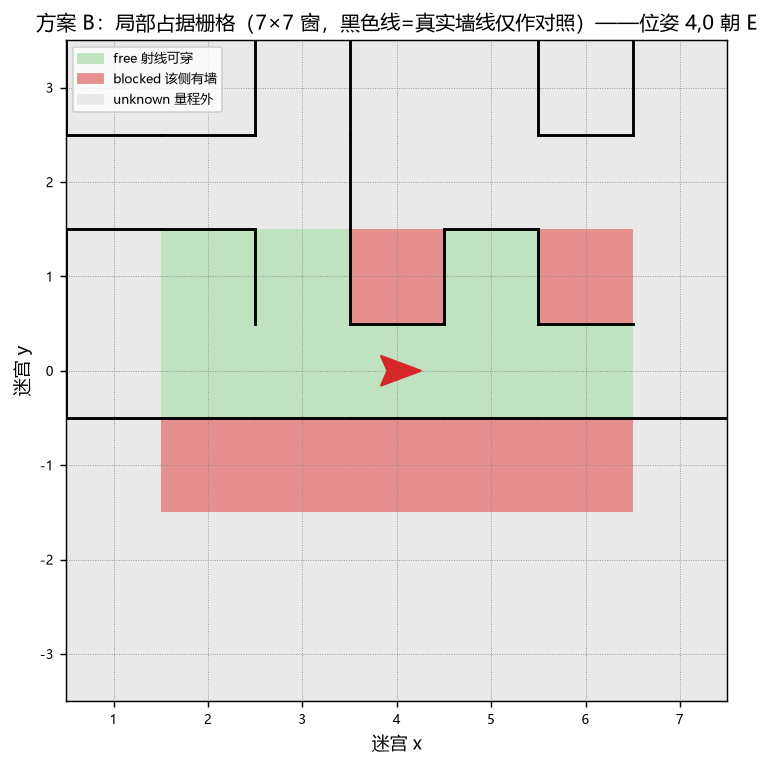 方案 B：局部占据栅格（7×7 窗，黑色线=真实墙线仅作对照）——位姿 4,0 朝 E
free 射线可穿
blocked 该侧有墙
unknown 量程外
迷宫 y
3
2
1
0
-1
-2
-3
1 2 3 4 5 6 7
迷宫 x